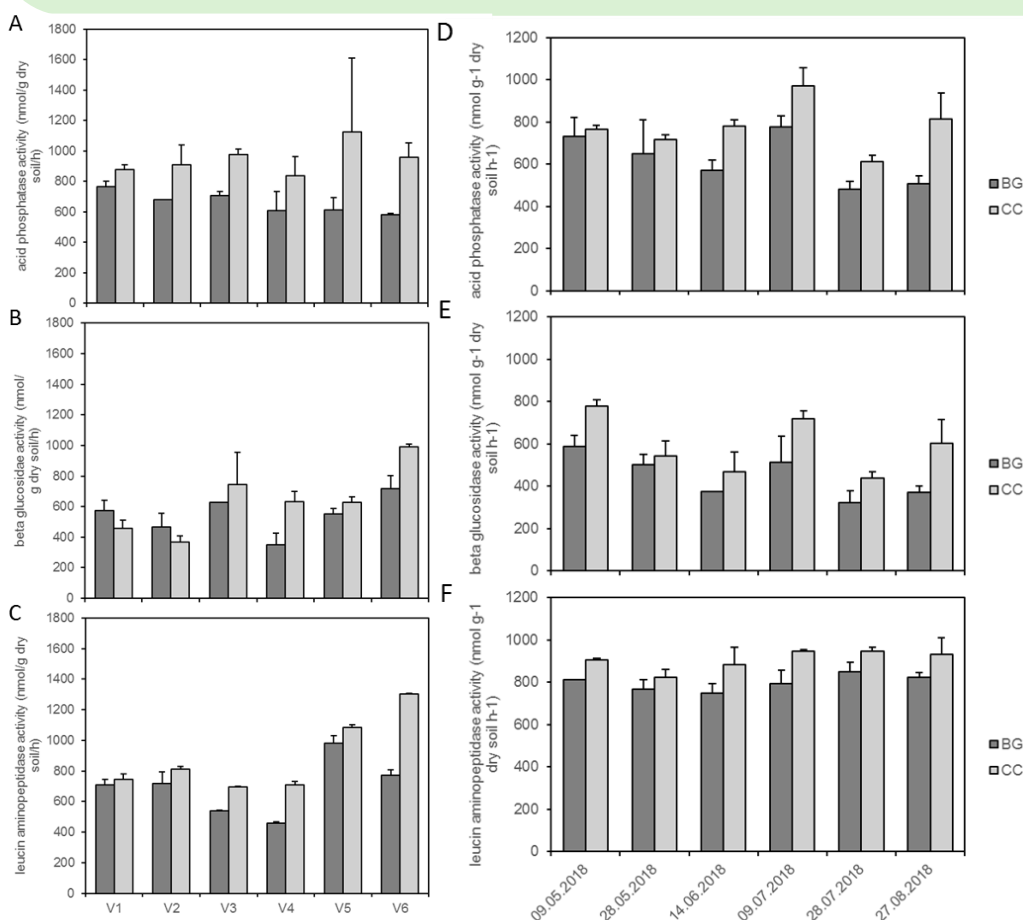 A
acid phosphatase activity (nmol/g dry
soil/h)
1800
1600
1400
1200
1000
800
600
400
200
0
B
beta glucosidae activity (nmol/
g dry soil/h)
1800
1600
1400
1200
1000
800
600
400
200
0
C
leucin aminopeptidase activity (nmol/g dry
soil/h)
1800
1600
1400
1200
1000
800
600
400
200
0
V1 V2 V3 V4 V5 V6
D
acid phosphatase activity (nmol g-1 dry
soil h-1)
1200
1000
800
600
400
200
0
BG
CC
E
beta glucosidase activity (nmol g-1 dry
soil h-1)
1200
1000
800
600
400
200
0
BG
CC
F
leucin aminopeptidase activity (nmol g-1
dry soil h-1)
1200
1000
800
600
400
200
0
BG
CC
09.05.2018 28.05.2018 14.06.2018 09.07.2018 28.07.2018 27.08.2018